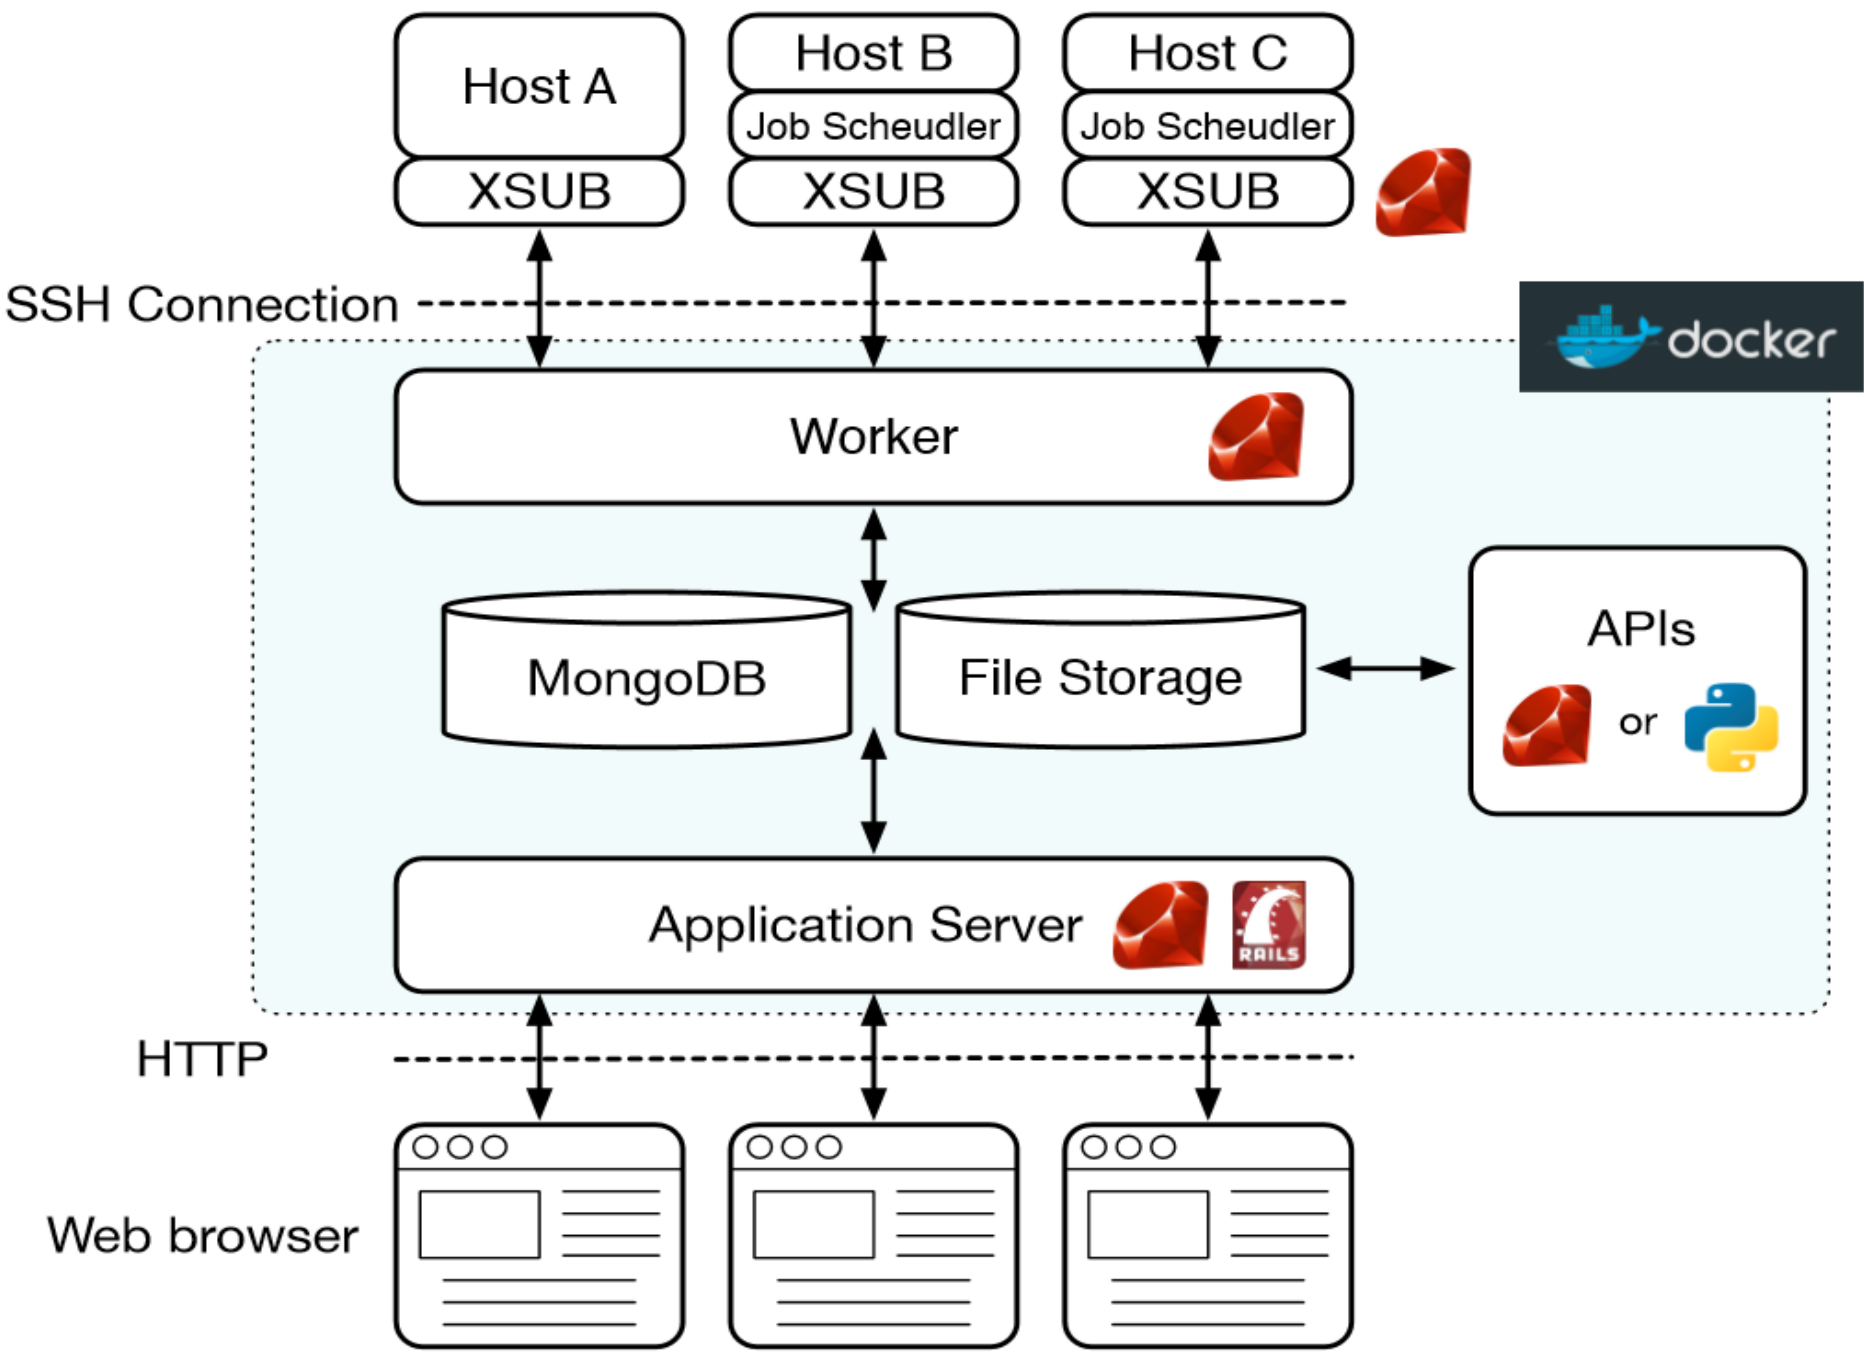 Host A
Host B
Host C
Job Scheudler
Job Scheudler
XSUB
XSUB
XSUB
SSH Connection
docker
Worker
APIs
or
MongoDB
File Storage
Application Server
RAILS
HTTP
Web browser